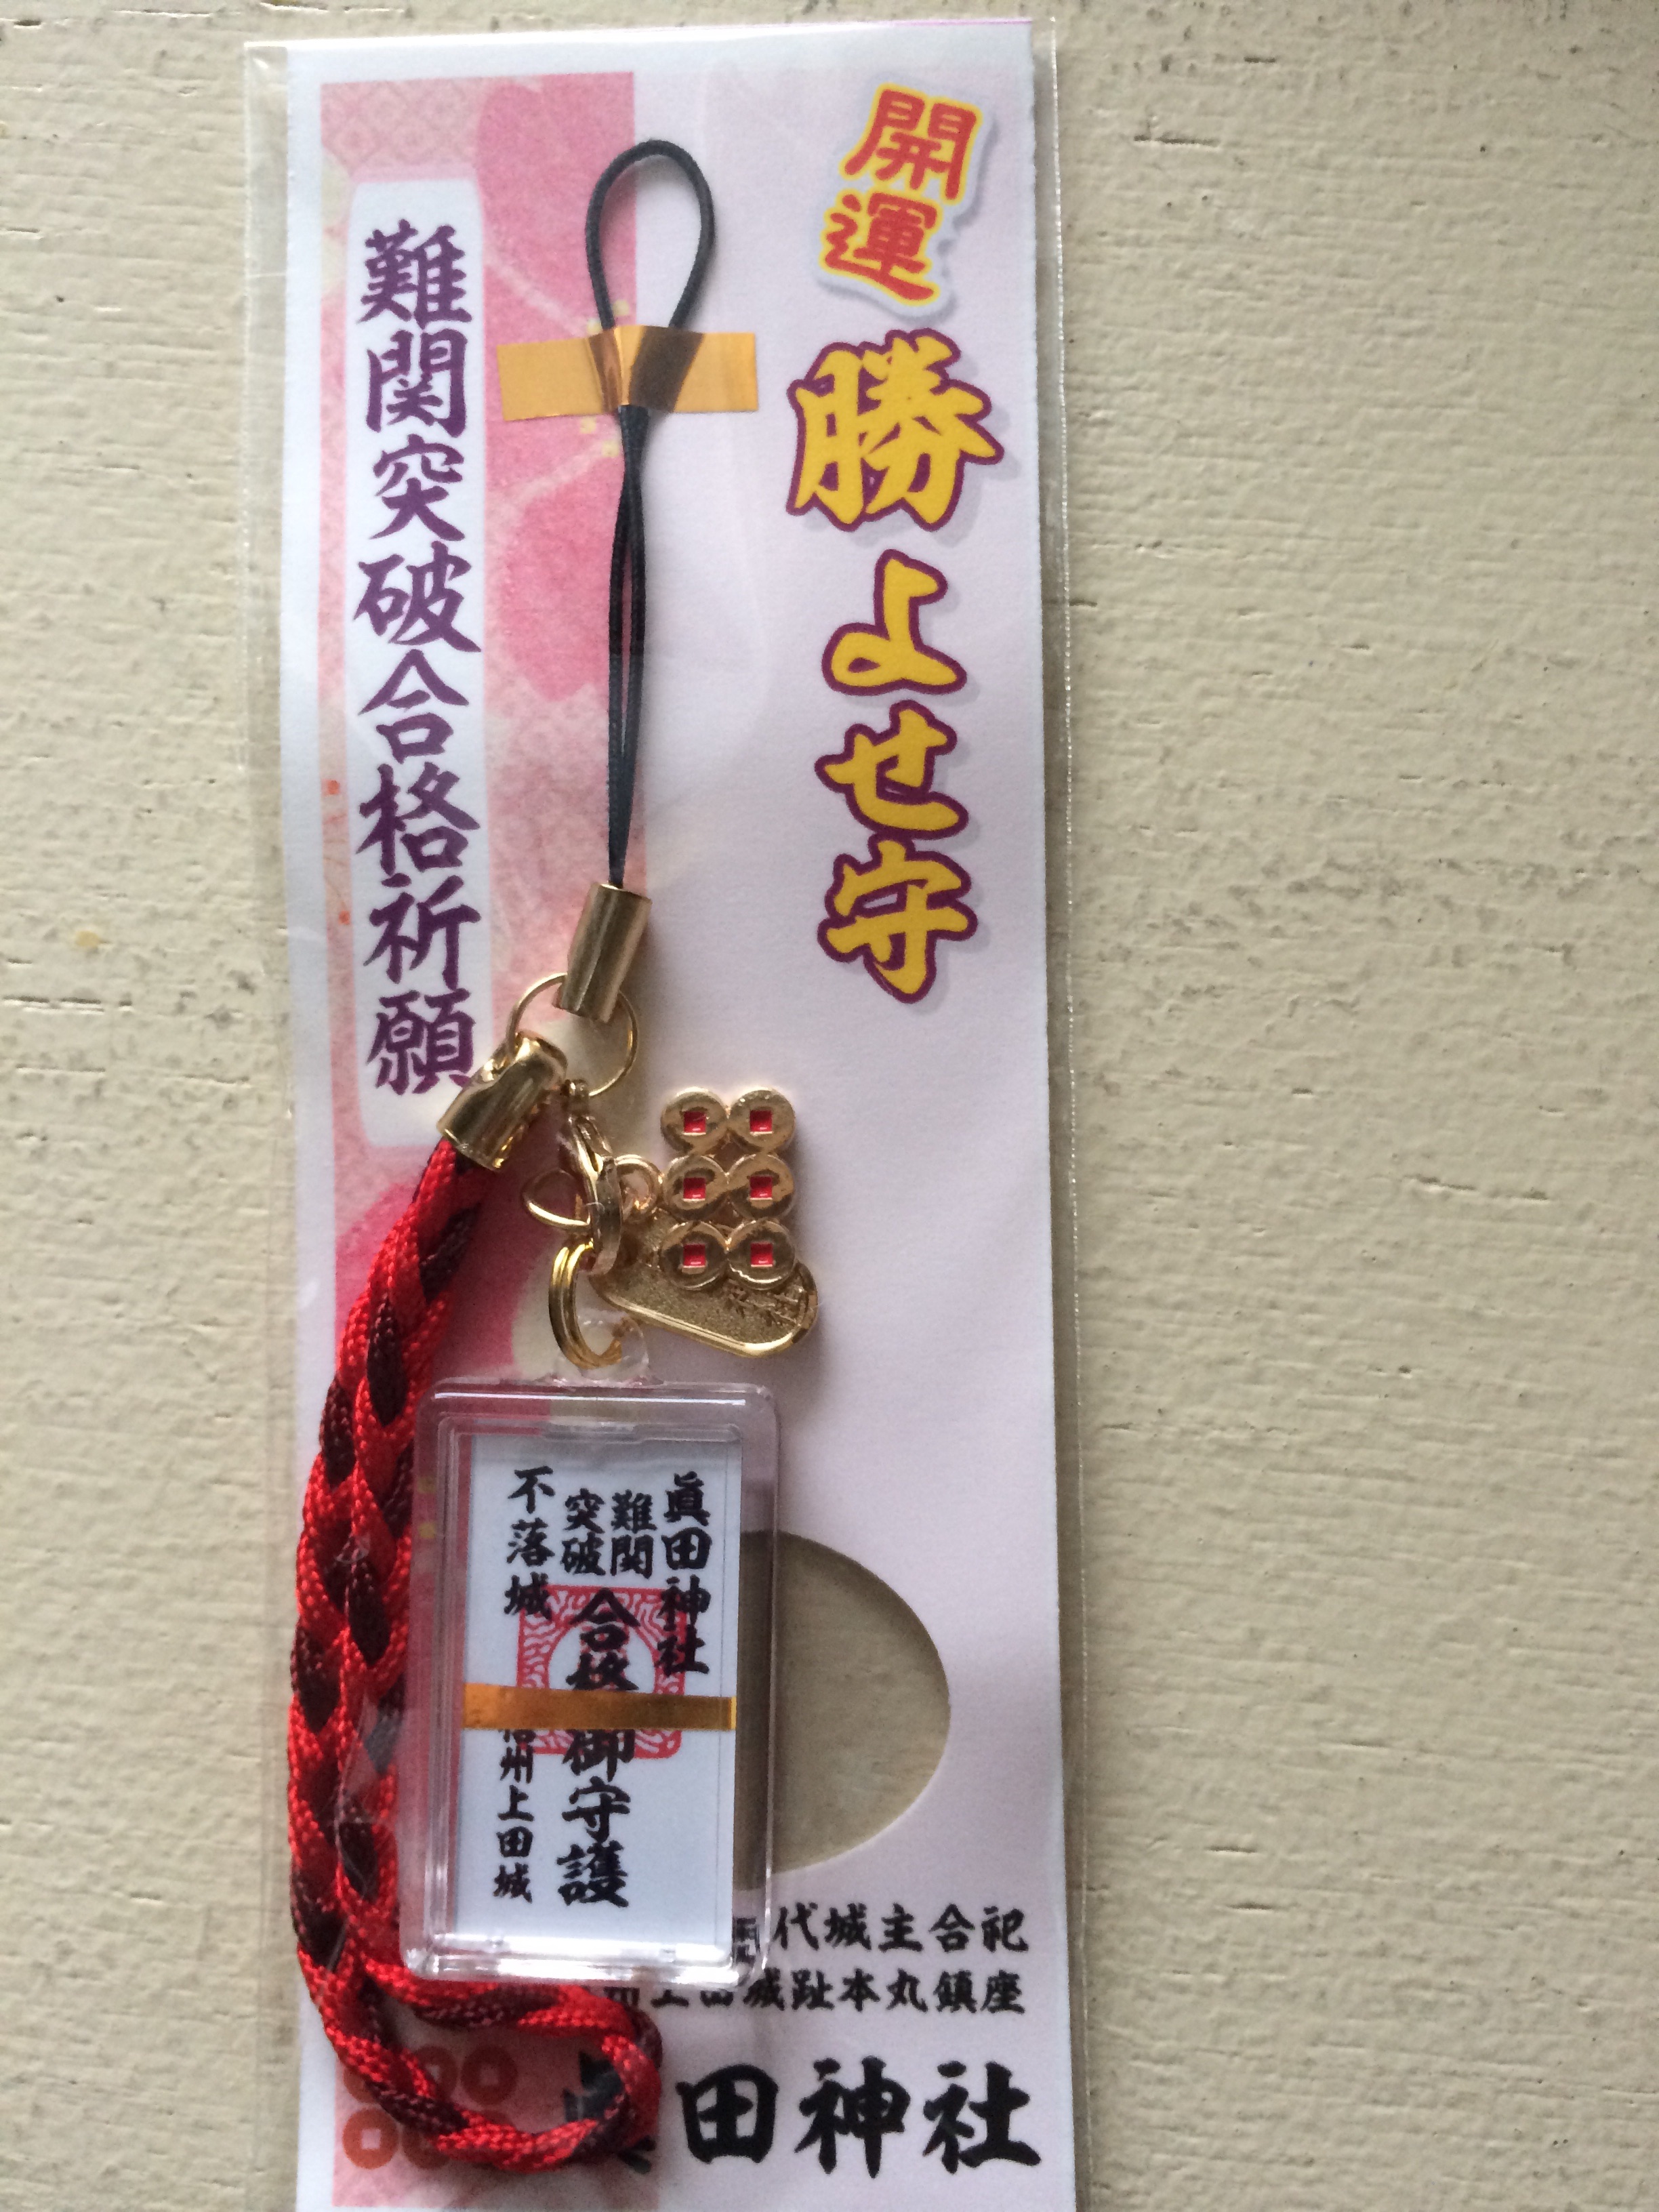 開運
勝よせ守
難関突破合格祈願
眞田神社
難関
突破
合格御守護
不落城
信州上田城
代城主合祀
上田城趾本丸鎮座
田神社